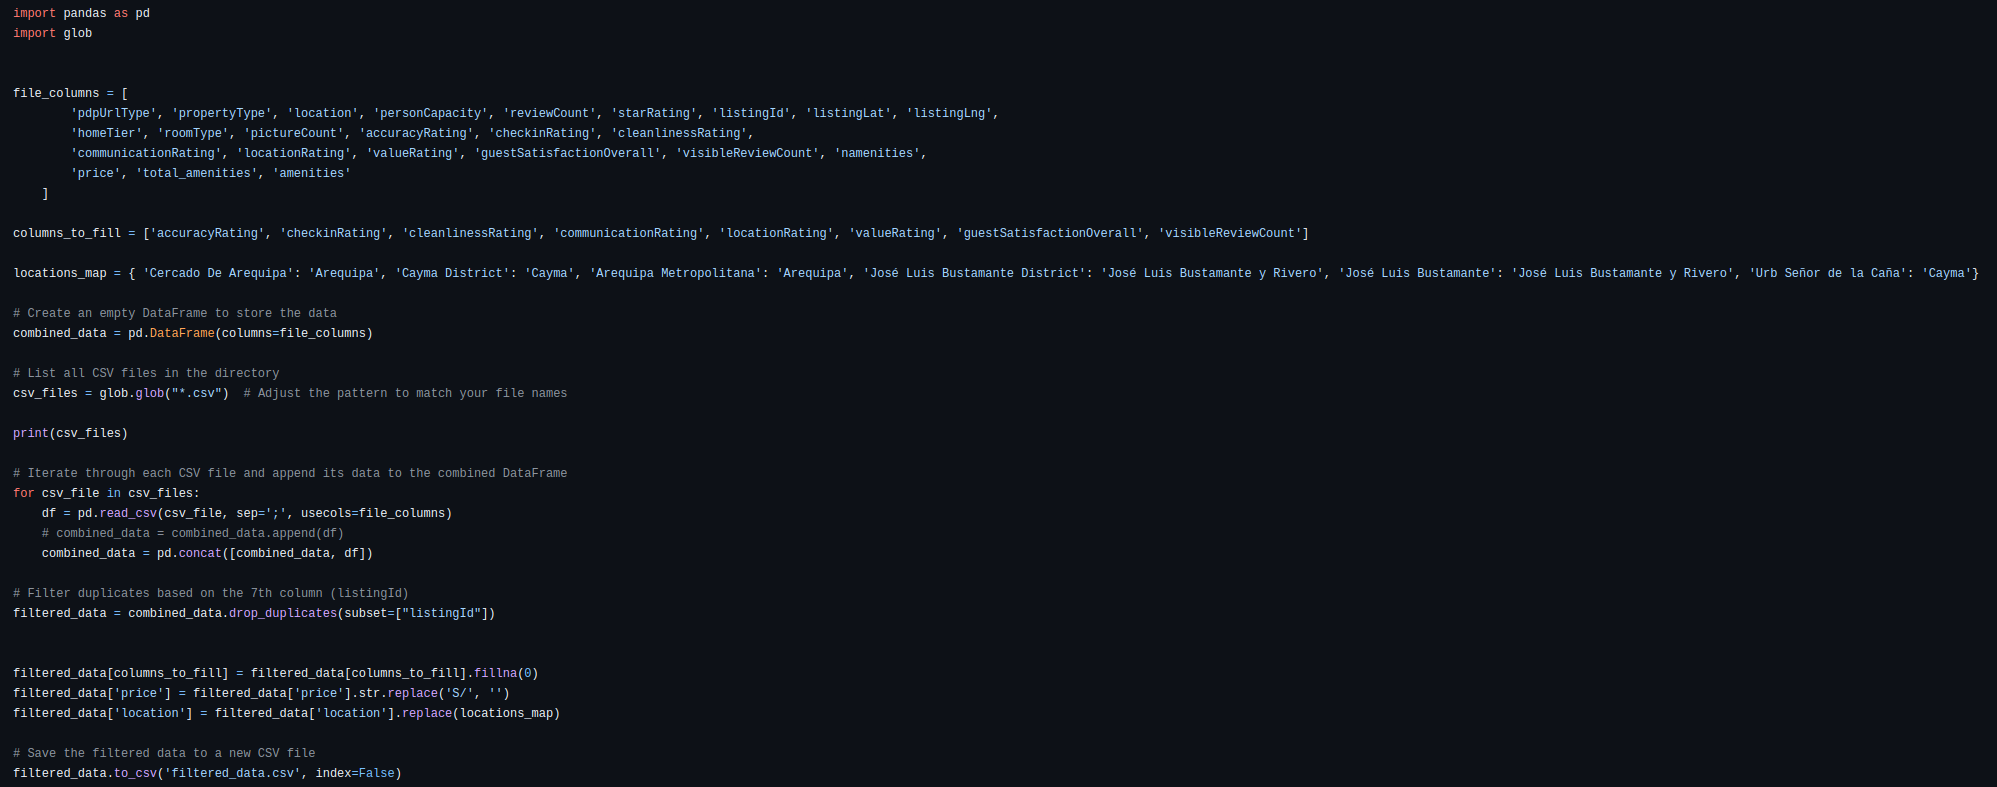 import pandas as pd
import glob
file_columns = [
'pdpUrlType', 'propertyType', 'location', 'personCapacity', 'reviewCount', 'starRating', 'listingId', 'listingLat', 'listingLng',
'homeTier', 'roomType', 'pictureCount', 'accuracyRating', 'checkinRating', 'cleanlinessRating',
'communicationRating', 'locationRating', 'valueRating', 'guestSatisfactionOverall', 'visibleReviewCount', 'namenities',
'price', 'total_amenities', 'amenities'
]
columns_to_fill = ['accuracyRating', 'checkinRating', 'cleanlinessRating', 'communicationRating', 'locationRating', 'valueRating', 'guestSatisfactionOverall', 'visibleReviewCount']
locations_map = { 'Cercado De Arequipa': 'Arequipa', 'Cayma District': 'Cayma', 'Arequipa Metropolitana': 'Arequipa', 'José Luis Bustamante District': 'José Luis Bustamante y Rivero', 'José Luis Bustamante': 'José Luis Bustamante y Rivero', 'Urb Señor de la Caña': 'Cayma'}
# Create an empty DataFrame to store the data
combined_data = pd.DataFrame(columns=file_columns)
# List all CSV files in the directory
csv_files = glob.glob("*.csv")  # Adjust the pattern to match your file names
print(csv_files)
# Iterate through each CSV file and append its data to the combined DataFrame
for csv_file in csv_files:
df = pd.read_csv(csv_file, sep=';', usecols=file_columns)
# combined_data = combined_data.append(df)
combined_data = pd.concat([combined_data, df])
# Filter duplicates based on the 7th column (listingId)
filtered_data = combined_data.drop_duplicates(subset=["listingId"])
filtered_data[columns_to_fill] = filtered_data[columns_to_fill].fillna(0)
filtered_data['price'] = filtered_data['price'].str.replace('S/', '')
filtered_data['location'] = filtered_data['location'].replace(locations_map)
# Save the filtered data to a new CSV file
filtered_data.to_csv('filtered_data.csv', index=False)